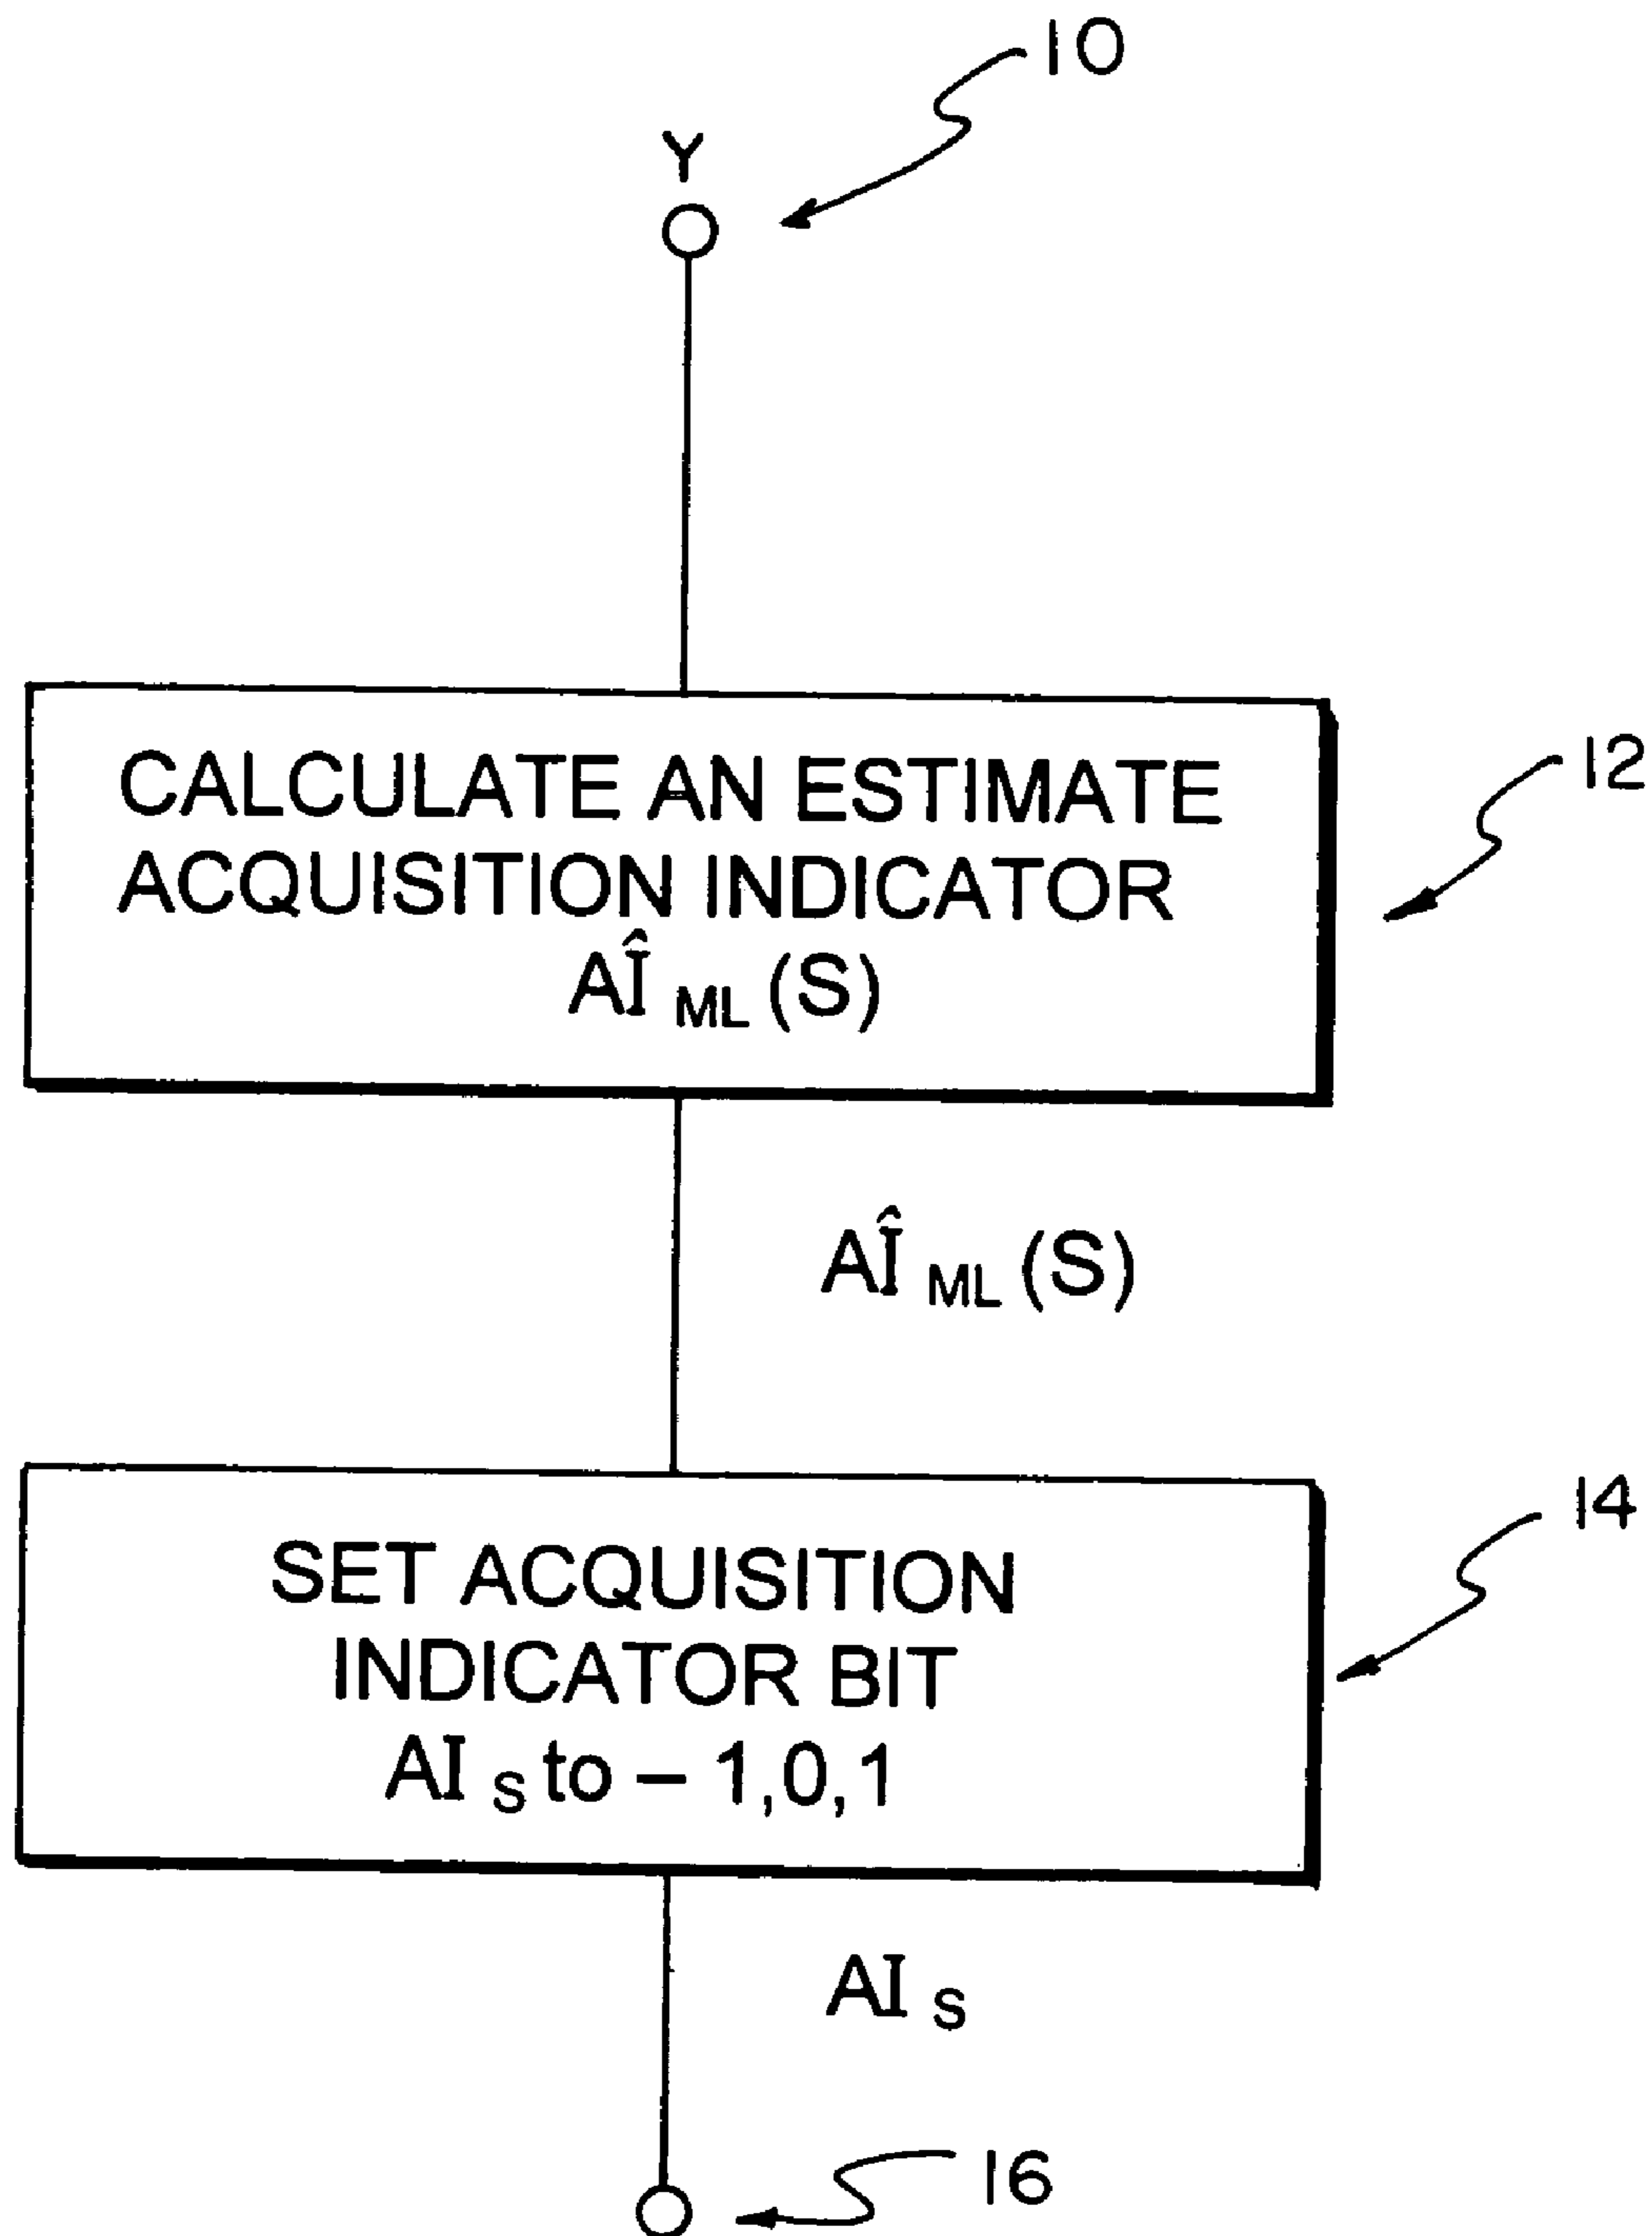 10
Y
CALCULATE AN ESTIMATE
12
ACQUISITION INDICATOR
AÎ ML (S)
AÎ ML (S)
14
SET ACQUISITION
INDICATOR BIT
AI S to – 1,0,1
AI S
16